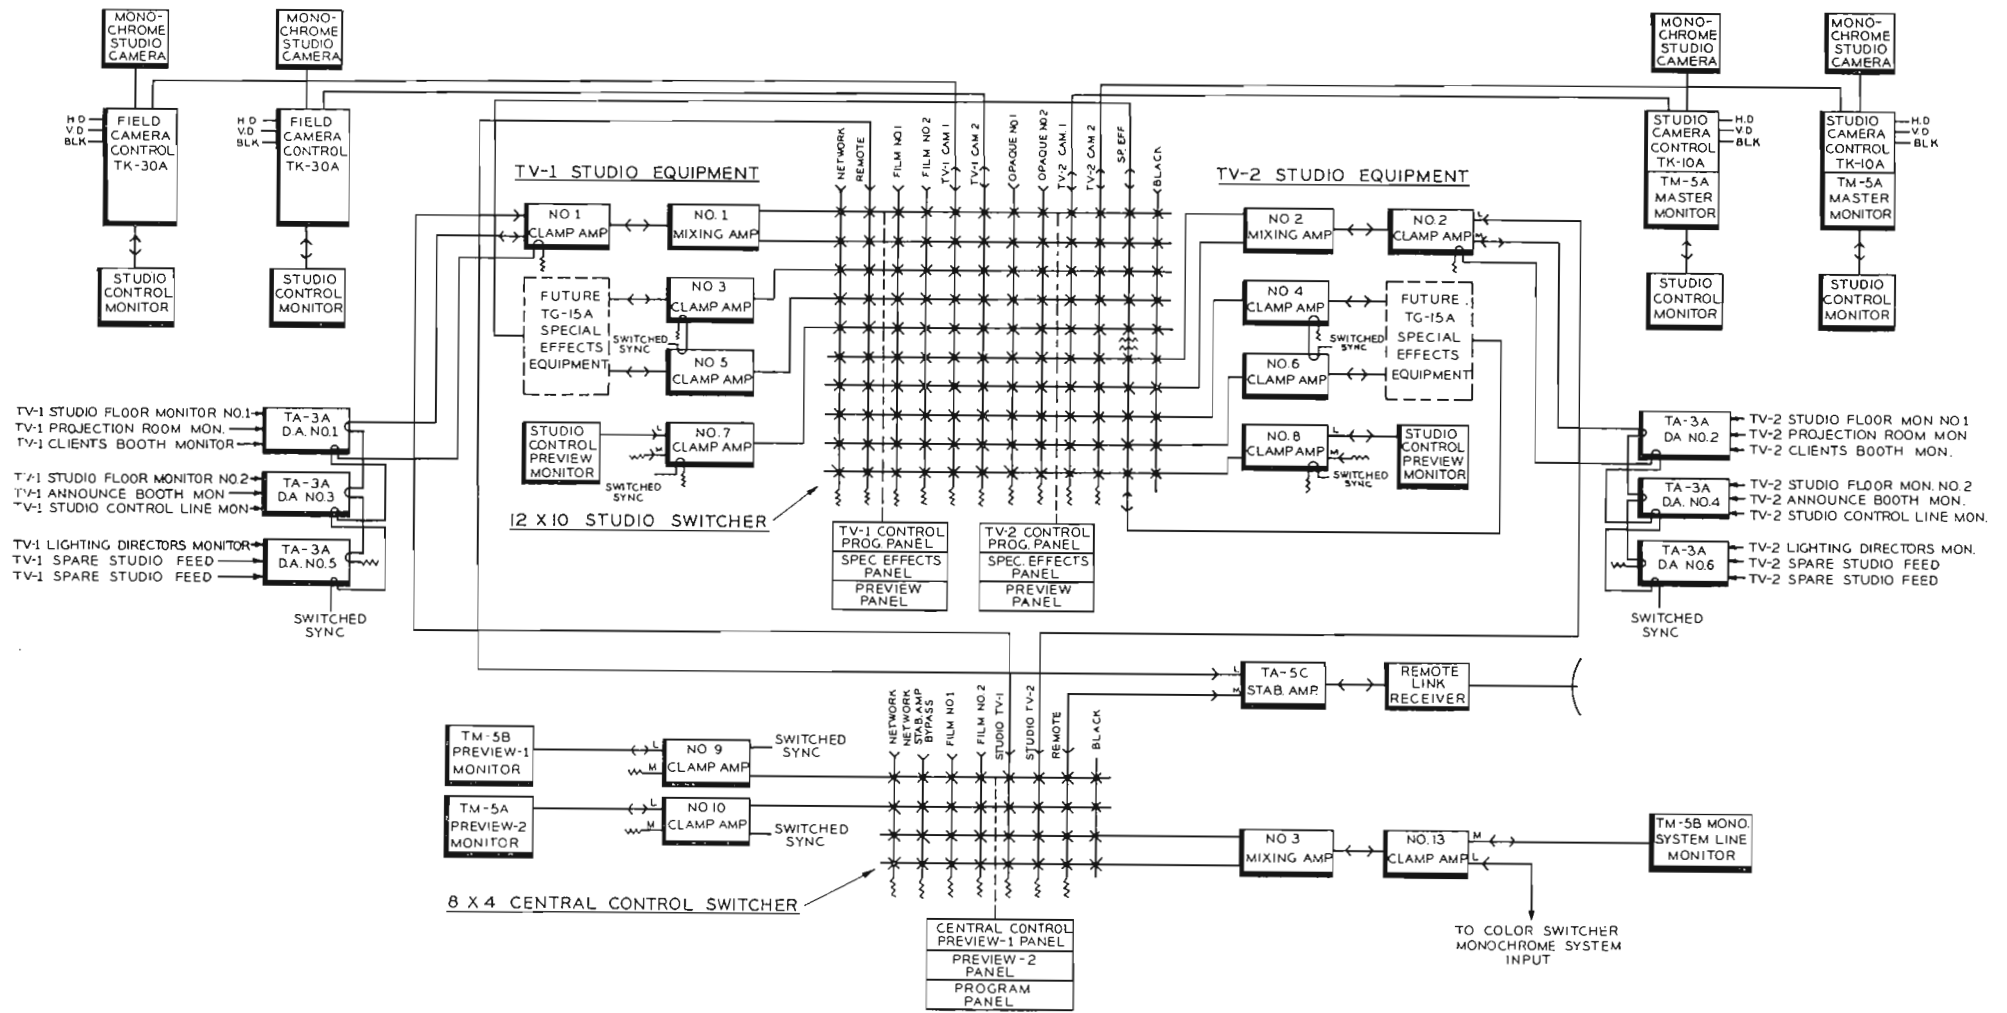 MONO-
CHROME
STUDIO
CAMERA
MONO-
CHROME
STUDIO
CAMERA
MONO-
CHROME
STUDIO
CAMERA
MONO-
CHROME
STUDIO
CAMERA
H.D
V.D
BLK
FIELD
CAMERA
CONTROL
TK-30A
H.D
V.D
BLK
FIELD
CAMERA
CONTROL
TK-30A
STUDIO
CAMERA
CONTROL
TK-10A
TM-5A
MASTER
MONITOR
H.D
V.D
BLK
STUDIO
CAMERA
CONTROL
TK-10A
TM-5A
MASTER
MONITOR
H.D
V.D
BLK
STUDIO
CONTROL
MONITOR
STUDIO
CONTROL
MONITOR
STUDIO
CONTROL
MONITOR
STUDIO
CONTROL
MONITOR
TV-1 STUDIO EQUIPMENT
TV-2 STUDIO EQUIPMENT
NETWORK
REMOTE
FILM NO.1
FILM NO.2
TV-1 CAM 1
TV-1 CAM 2
OPAQUE NO.1
OPAQUE NO.2
TV-2 CAM.1
TV-2 CAM 2
SP. EFF
BLACK
NO 1
CLAMP AMP
NO. 1
MIXING AMP
FUTURE
TG-15A
SPECIAL
EFFECTS
EQUIPMENT
NO 3
CLAMP AMP
SWITCHED
SYNC
NO 5
CLAMP AMP
STUDIO
CONTROL
PREVIEW
MONITOR
L
M
NO. 7
CLAMP AMP
SWITCHED
SYNC
NO 2
MIXING AMP
NO.2
CLAMP AMP
L
M
NO 4
CLAMP AMP
FUTURE
TG-15A
SPECIAL
EFFECTS
EQUIPMENT
SWITCHED
SYNC
NO.6
CLAMP AMP
NO.8
CLAMP AMP
L
M
SWITCHED
SYNC
STUDIO
CONTROL
PREVIEW
MONITOR
TV-1 STUDIO FLOOR MONITOR NO.1
TV-1 PROJECTION ROOM MON.
TV-1 CLIENTS BOOTH MONITOR
TA-3A
D.A. NO.1
TV-1 STUDIO FLOOR MONITOR NO.2
TV-1 ANNOUNCE BOOTH MON
TV-1 STUDIO CONTROL LINE MON
TA-3A
D.A NO.3
TV-1 LIGHTING DIRECTORS MONITOR
TV-1 SPARE STUDIO FEED
TV-1 SPARE STUDIO FEED
TA-3A
D.A. NO.5
SWITCHED
SYNC
TA-3A
DA NO.2
TV-2 STUDIO FLOOR MON NO 1
TV-2 PROJECTION ROOM MON
TV-2 CLIENTS BOOTH MON.
TA-3A
D.A. NO.4
TV-2 STUDIO FLOOR MON. NO.2
TV-2 ANNOUNCE BOOTH MON.
TV-2 STUDIO CONTROL LINE MON.
TA-3A
D.A NO.6
TV-2 LIGHTING DIRECTORS MON.
TV-2 SPARE STUDIO FEED
TV-2 SPARE STUDIO FEED
SWITCHED
SYNC
12 X 10 STUDIO SWITCHER
TV-1 CONTROL
PROG. PANEL
SPEC EFFECTS
PANEL
PREVIEW
PANEL
TV-2 CONTROL
PROG. PANEL
SPEC. EFFECTS
PANEL
PREVIEW
PANEL
L
M
TA-5C
STAB. AMP.
REMOTE
LINK
RECEIVER
NETWORK
NETWORK
STAB. AMP
BYPASS
FILM NO.1
FILM NO.2
STUDIO TV-1
STUDIO TV-2
REMOTE
BLACK
TM-5B
PREVIEW-1
MONITOR
L
M
NO 9
CLAMP AMP
SWITCHED
SYNC
TM-5A
PREVIEW-2
MONITOR
L
M
NO 10
CLAMP AMP
SWITCHED
SYNC
8 X 4 CENTRAL CONTROL SWITCHER
NO 3
MIXING AMP
NO.13
CLAMP AMP
M
L
TM-5B MONO.
SYSTEM LINE
MONITOR
TO COLOR SWITCHER
MONOCHROME SYSTEM
INPUT
CENTRAL CONTROL
PREVIEW-1 PANEL
PREVIEW-2
PANEL
PROGRAM
PANEL